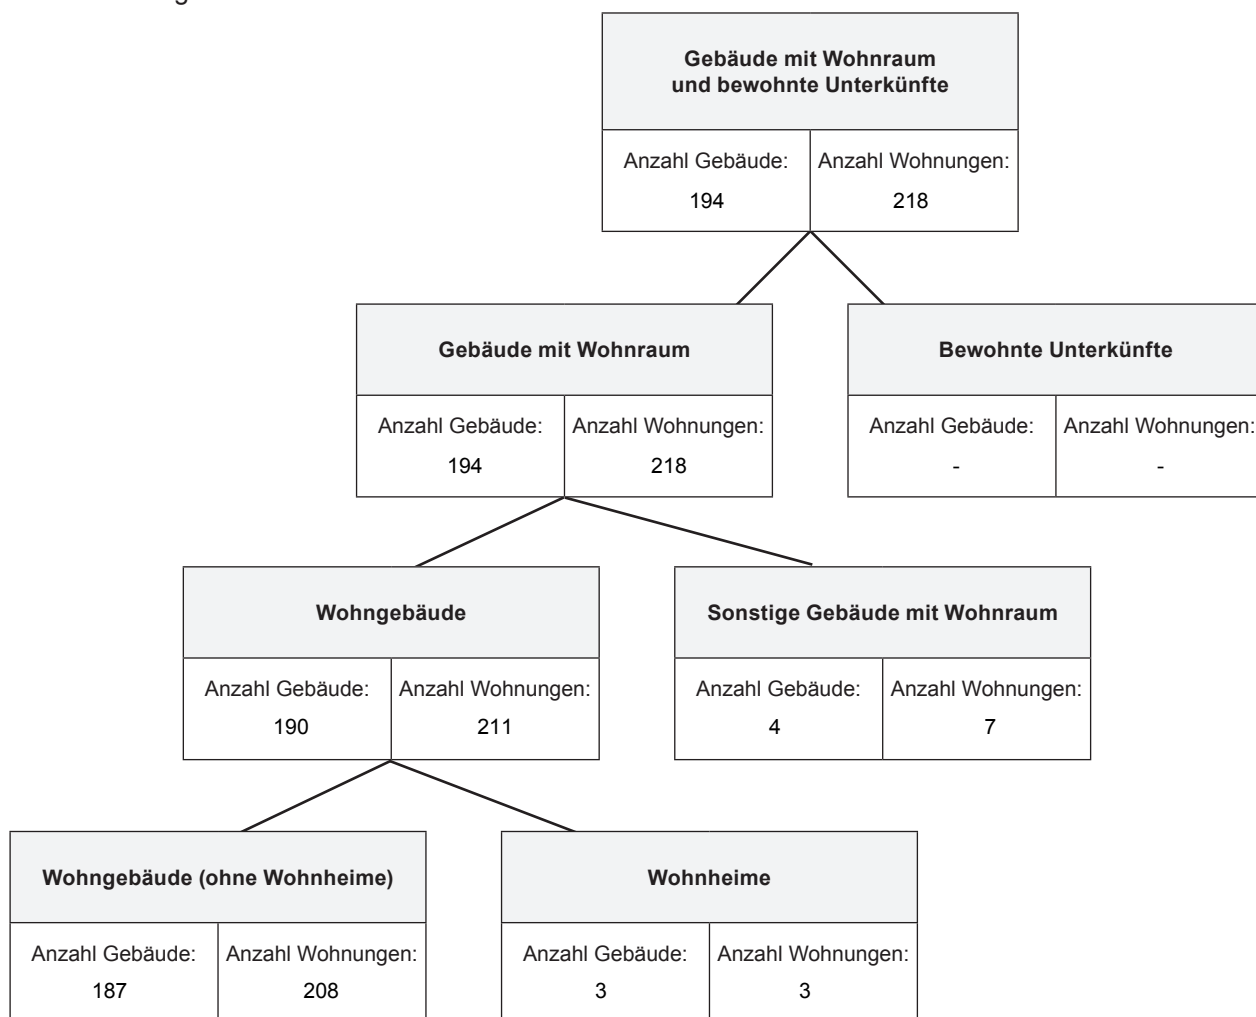 Gebäude mit Wohnraum
und bewohnte Unterkünfte
Anzahl Gebäude: Anzahl Wohnungen:
194 218
Gebäude mit Wohnraum
Bewohnte Unterkünfte
Anzahl Gebäude: Anzahl Wohnungen:
194 218
Anzahl Gebäude: Anzahl Wohnungen:
- -
Wohngebäude
Sonstige Gebäude mit Wohnraum
Anzahl Gebäude: Anzahl Wohnungen:
190 211
Anzahl Gebäude: Anzahl Wohnungen:
4 7
Wohngebäude (ohne Wohnheime)
Wohnheime
Anzahl Gebäude: Anzahl Wohnungen:
187 208
Anzahl Gebäude: Anzahl Wohnungen:
3 3